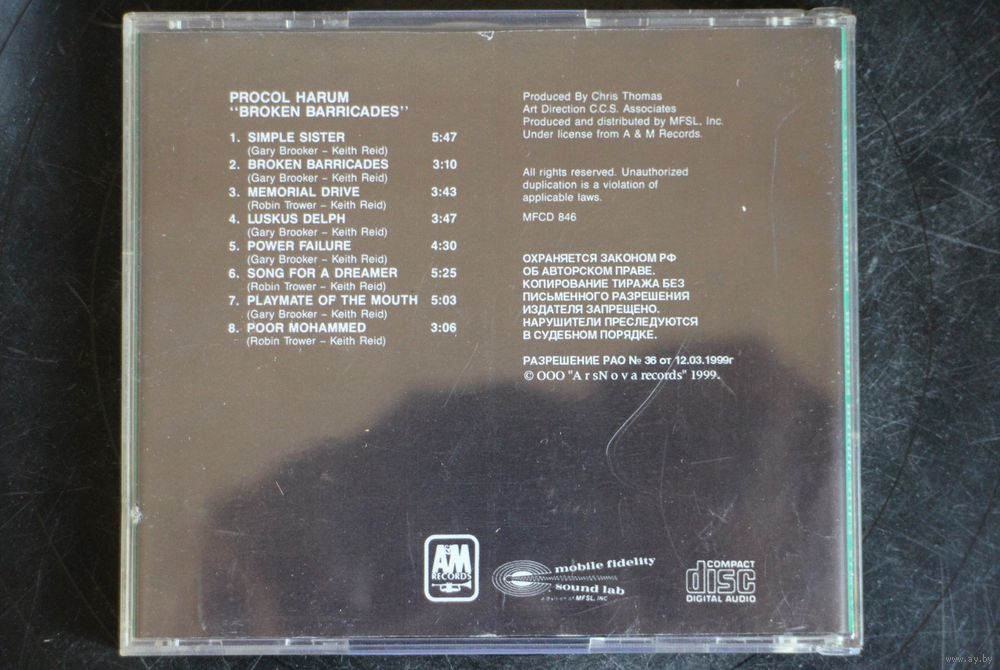 PROCOL HARUM
"BROKEN BARRICADES"
1. SIMPLE SISTER 5:47
(Gary Brooker – Keith Reid)
2. BROKEN BARRICADES 3:10
(Gary Brooker – Keith Reid)
3. MEMORIAL DRIVE 3:43
(Robin Trower – Keith Reid)
4. LUSKUS DELPH 3:47
(Gary Brooker – Keith Reid)
5. POWER FAILURE 4:30
(Gary Brooker – Keith Reid)
6. SONG FOR A DREAMER 5:25
(Robin Trower – Keith Reid)
7. PLAYMATE OF THE MOUTH 5:03
(Gary Brooker – Keith Reid)
8. POOR MOHAMMED 3:06
(Robin Trower – Keith Reid)
Produced By Chris Thomas
Art Direction C.C.S. Associates
Produced and distributed by MFSL, Inc.
Under license from A & M Records.
All rights reserved. Unauthorized
duplication is a violation of
applicable laws.
MFCD 846
ОХРАНЯЕТСЯ ЗАКОНОМ РФ
ОБ АВТОРСКОМ ПРАВЕ.
КОПИРОВАНИЕ ТИРАЖА БЕЗ
ПИСЬМЕННОГО РАЗРЕШЕНИЯ
ИЗДАТЕЛЯ ЗАПРЕЩЕНО.
НАРУШИТЕЛИ ПРЕСЛЕДУЮТСЯ
В СУДЕБНОМ ПОРЯДКЕ.
РАЗРЕШЕНИЕ РАО № 36 от 12.03.1999г
© ООО "A r s N o v a records" 1999.
A&M
RECORDS
mobile fidelity
sound lab
a division of MFSL, INC
COMPACT
disc
DIGITAL AUDIO
www.ay.by